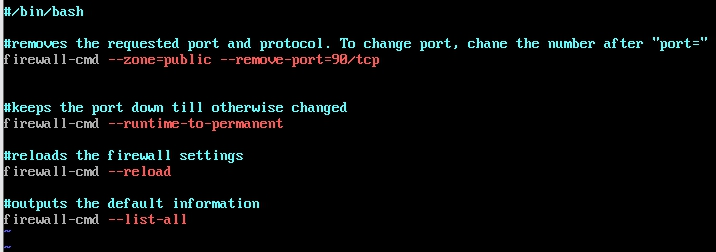 #/bin/bash
#removes the requested port and protocol. To change port, chane the number after "port="
firewall-cmd --zone=public --remove-port=90/tcp
#keeps the port down till otherwise changed
firewall-cmd --runtime-to-permanent
#reloads the firewall settings
firewall-cmd --reload
#outputs the default information
firewall-cmd --list-all
~
~